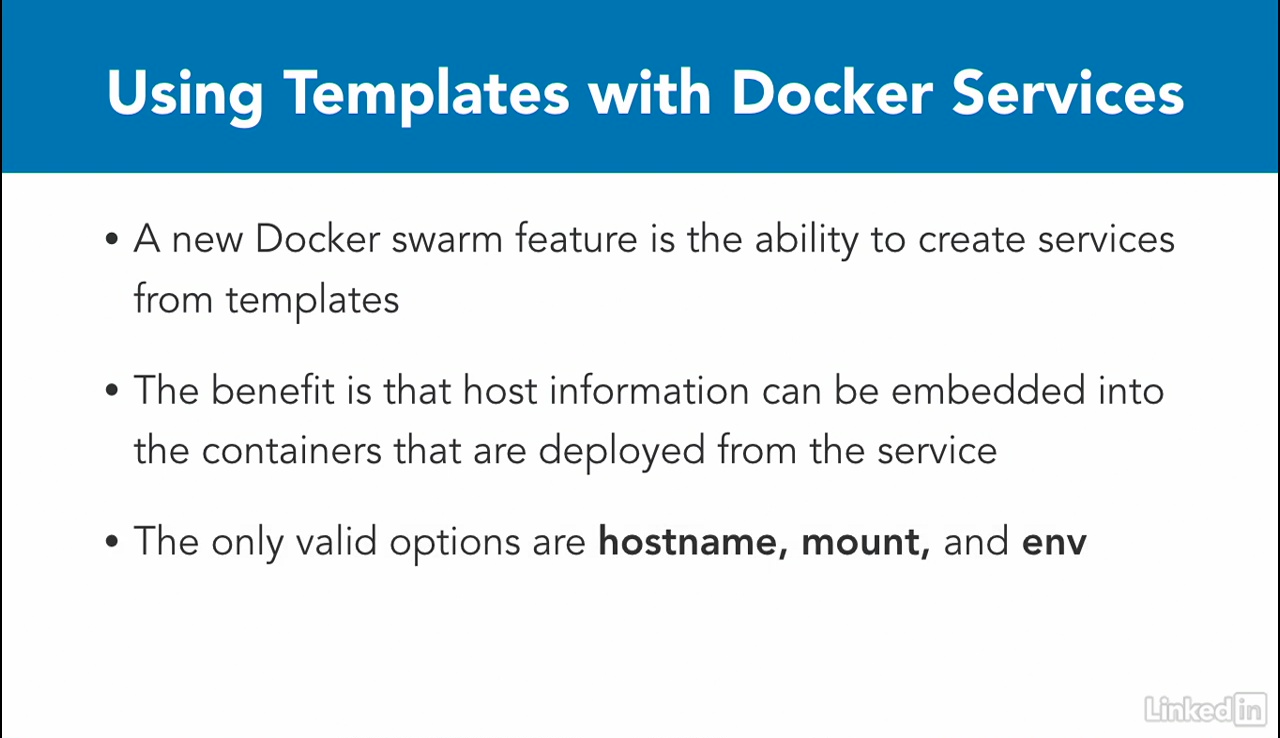 Using Templates with Docker Services
• A new Docker swarm feature is the ability to create services
from templates
• The benefit is that host information can be embedded into
the containers that are deployed from the service
• The only valid options are hostname, mount, and env
Linked in